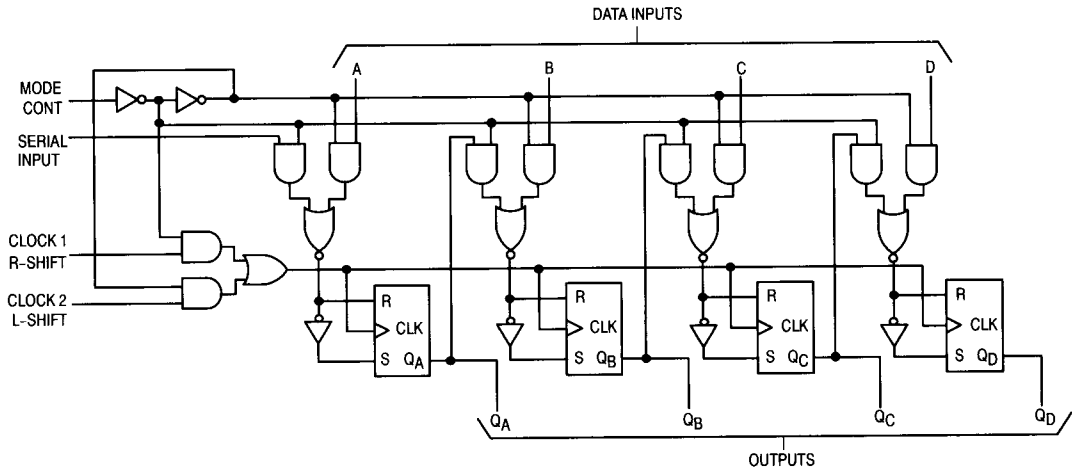 DATA INPUTS
A B C D
MODE
CONT
SERIAL
INPUT
CLOCK 1
R–SHIFT
CLOCK 2
L–SHIFT
R R R R
CLK CLK CLK CLK
S QA S QB S QC S QD
QA QB QC QD
OUTPUTS